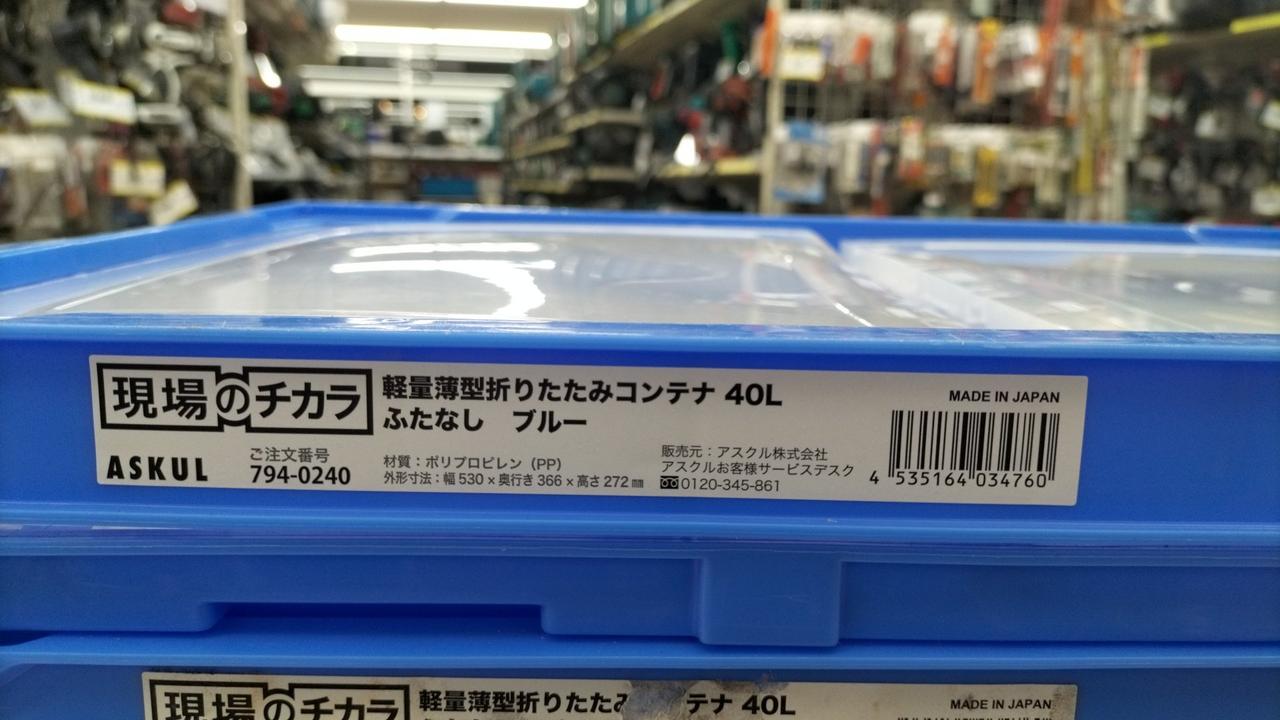 現場のチカラ
軽量薄型折りたたみコンテナ 40L
ふたなし ブルー
ASKUL
ご注文番号
794-0240
材質：ポリプロピレン（PP）
外形寸法：幅 530 × 奥行き 366 × 高さ 272 ㎜
販売元：アスクル株式会社
アスクルお客様サービスデスク
0120-345-861
MADE IN JAPAN
4 535164 034760
現場のチカラ
軽量薄型折りたたみ テナ 40L
MADE IN JAPAN